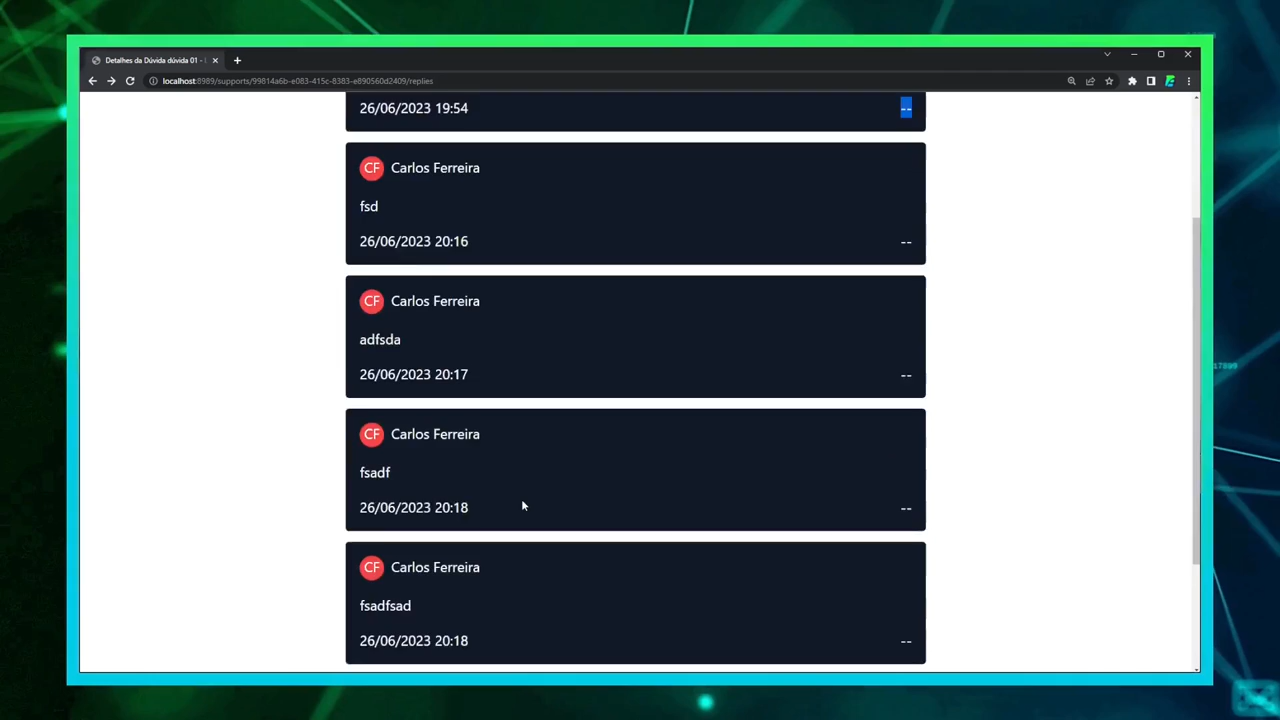 Detalhes da Dúvida dúvida 01 -
localhost:8989/supports/99814a6b-e083-415c-8383-e890560d2409/replies
26/06/2023 19:54 --
CF Carlos Ferreira
fsd
26/06/2023 20:16 --
CF Carlos Ferreira
adfsda
26/06/2023 20:17 --
CF Carlos Ferreira
fsadf
26/06/2023 20:18 --
CF Carlos Ferreira
fsadfsad
26/06/2023 20:18 --